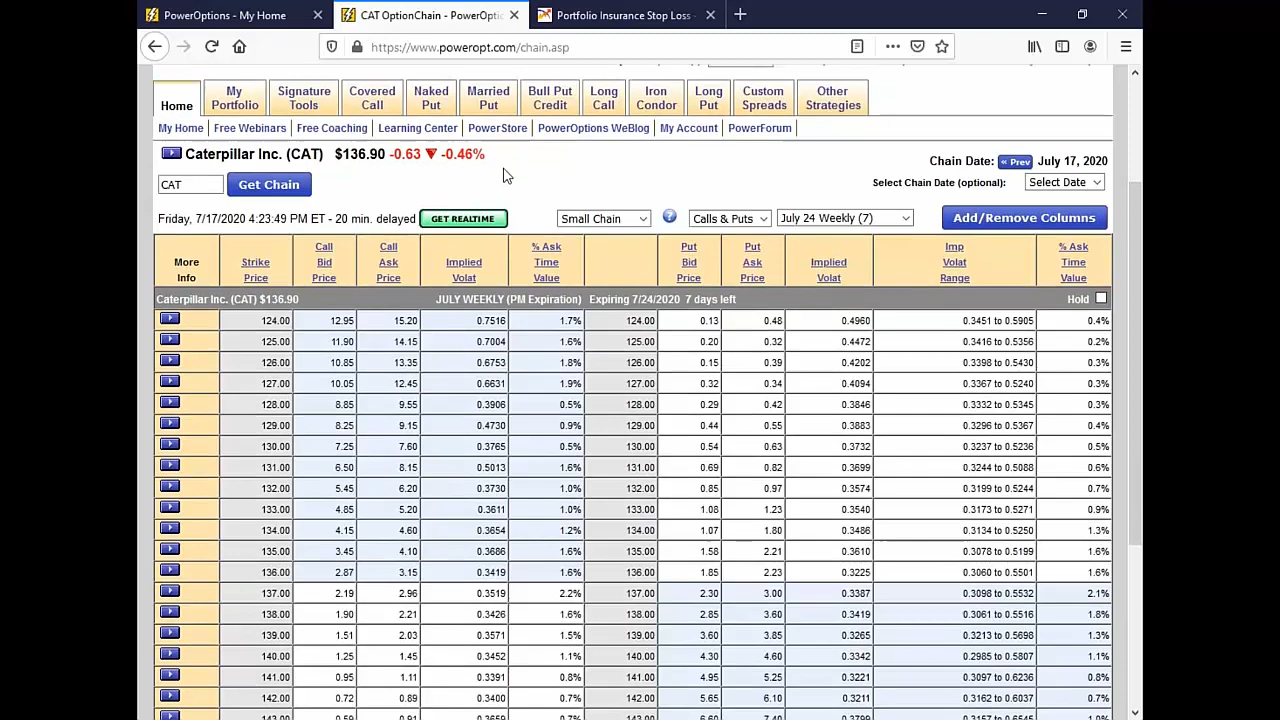 PowerOptions - My Home
CAT OptionChain - PowerOptio
Portfolio Insurance Stop Loss
https://www.poweropt.com/chain.asp
Home My Portfolio Signature Tools Covered Call Naked Put Married Put Bull Put Credit Long Call Iron Condor Long Put Custom Spreads Other Strategies
My Home Free Webinars Free Coaching Learning Center PowerStore PowerOptions WeBlog My Account PowerForum
Caterpillar Inc. (CAT) $136.90 -0.63 ▼ -0.46%
Chain Date: « Prev July 17, 2020
CAT Get Chain Select Chain Date (optional): Select Date
Friday, 7/17/2020 4:23:49 PM ET - 20 min. delayed GET REALTIME Small Chain ? Calls & Puts July 24 Weekly (7) Add/Remove Columns
More Info Strike Price Call Bid Price Call Ask Price Implied Volat % Ask Time Value Put Bid Price Put Ask Price Implied Volat Imp Volat Range % Ask Time Value
Caterpillar Inc. (CAT) $136.90 JULY WEEKLY (PM Expiration) Expiring 7/24/2020 7 days left Hold
124.00 12.95 15.20 0.7516 1.7% 124.00 0.13 0.48 0.4960 0.3451 to 0.5905 0.4%
125.00 11.90 14.15 0.7004 1.6% 125.00 0.20 0.32 0.4472 0.3416 to 0.5356 0.2%
126.00 10.85 13.35 0.6753 1.8% 126.00 0.15 0.39 0.4202 0.3398 to 0.5430 0.3%
127.00 10.05 12.45 0.6631 1.9% 127.00 0.32 0.34 0.4094 0.3367 to 0.5240 0.3%
128.00 8.85 9.55 0.3906 0.5% 128.00 0.29 0.42 0.3846 0.3332 to 0.5345 0.3%
129.00 8.25 9.15 0.4730 0.9% 129.00 0.44 0.55 0.3883 0.3296 to 0.5367 0.4%
130.00 7.25 7.60 0.3765 0.5% 130.00 0.54 0.63 0.3732 0.3237 to 0.5236 0.5%
131.00 6.50 8.15 0.5013 1.6% 131.00 0.69 0.82 0.3699 0.3244 to 0.5088 0.6%
132.00 5.45 6.20 0.3730 1.0% 132.00 0.85 0.97 0.3574 0.3199 to 0.5244 0.7%
133.00 4.85 5.20 0.3611 1.0% 133.00 1.08 1.23 0.3540 0.3173 to 0.5271 0.9%
134.00 4.15 4.60 0.3654 1.2% 134.00 1.07 1.80 0.3486 0.3134 to 0.5250 1.3%
135.00 3.45 4.10 0.3686 1.6% 135.00 1.58 2.21 0.3610 0.3078 to 0.5199 1.6%
136.00 2.87 3.15 0.3419 1.6% 136.00 1.85 2.23 0.3225 0.3060 to 0.5501 1.6%
137.00 2.19 2.96 0.3519 2.2% 137.00 2.30 3.00 0.3387 0.3098 to 0.5532 2.1%
138.00 1.90 2.21 0.3426 1.6% 138.00 2.85 3.60 0.3419 0.3061 to 0.5516 1.8%
139.00 1.51 2.03 0.3571 1.5% 139.00 3.60 3.85 0.3265 0.3213 to 0.5698 1.3%
140.00 1.25 1.45 0.3452 1.1% 140.00 4.30 4.60 0.3342 0.2985 to 0.5807 1.1%
141.00 0.95 1.11 0.3391 0.8% 141.00 4.95 5.25 0.3221 0.3097 to 0.6236 0.8%
142.00 0.72 0.89 0.3400 0.7% 142.00 5.65 6.10 0.3211 0.3162 to 0.6037 0.7%